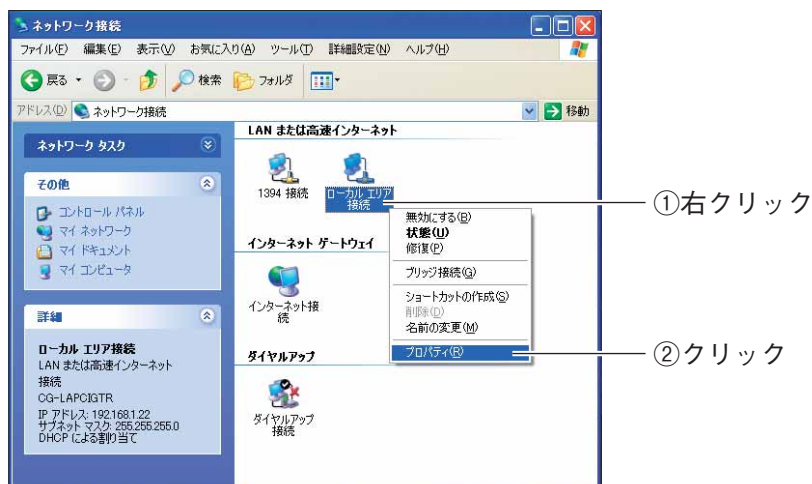 ネットワーク接続
ファイル(F) 編集(E) 表示(V) お気に入り(A) ツール(T) 詳細設定(N) ヘルプ(H)
戻る 検索 フォルダ
アドレス(D) ネットワーク接続 移動
ネットワーク タスク
その他
コントロール パネル
マイ ネットワーク
マイ ドキュメント
マイ コンピュータ
詳細
ローカル エリア接続
LAN または高速インターネット
接続
CG-LAPCIGTR
IP アドレス: 192.168.1.22
サブネット マスク: 255.255.255.0
DHCP による割り当て
LAN または高速インターネット
1394 接続
ローカル エリア
接続
インターネット ゲートウェイ
インターネット接
続
ダイヤルアップ
ダイヤルアップ
接続
無効にする(B)
状態(U)
修復(P)
ブリッジ接続(G)
ショートカットの作成(S)
削除(D)
名前の変更(M)
プロパティ(R)
①右クリック
②クリック